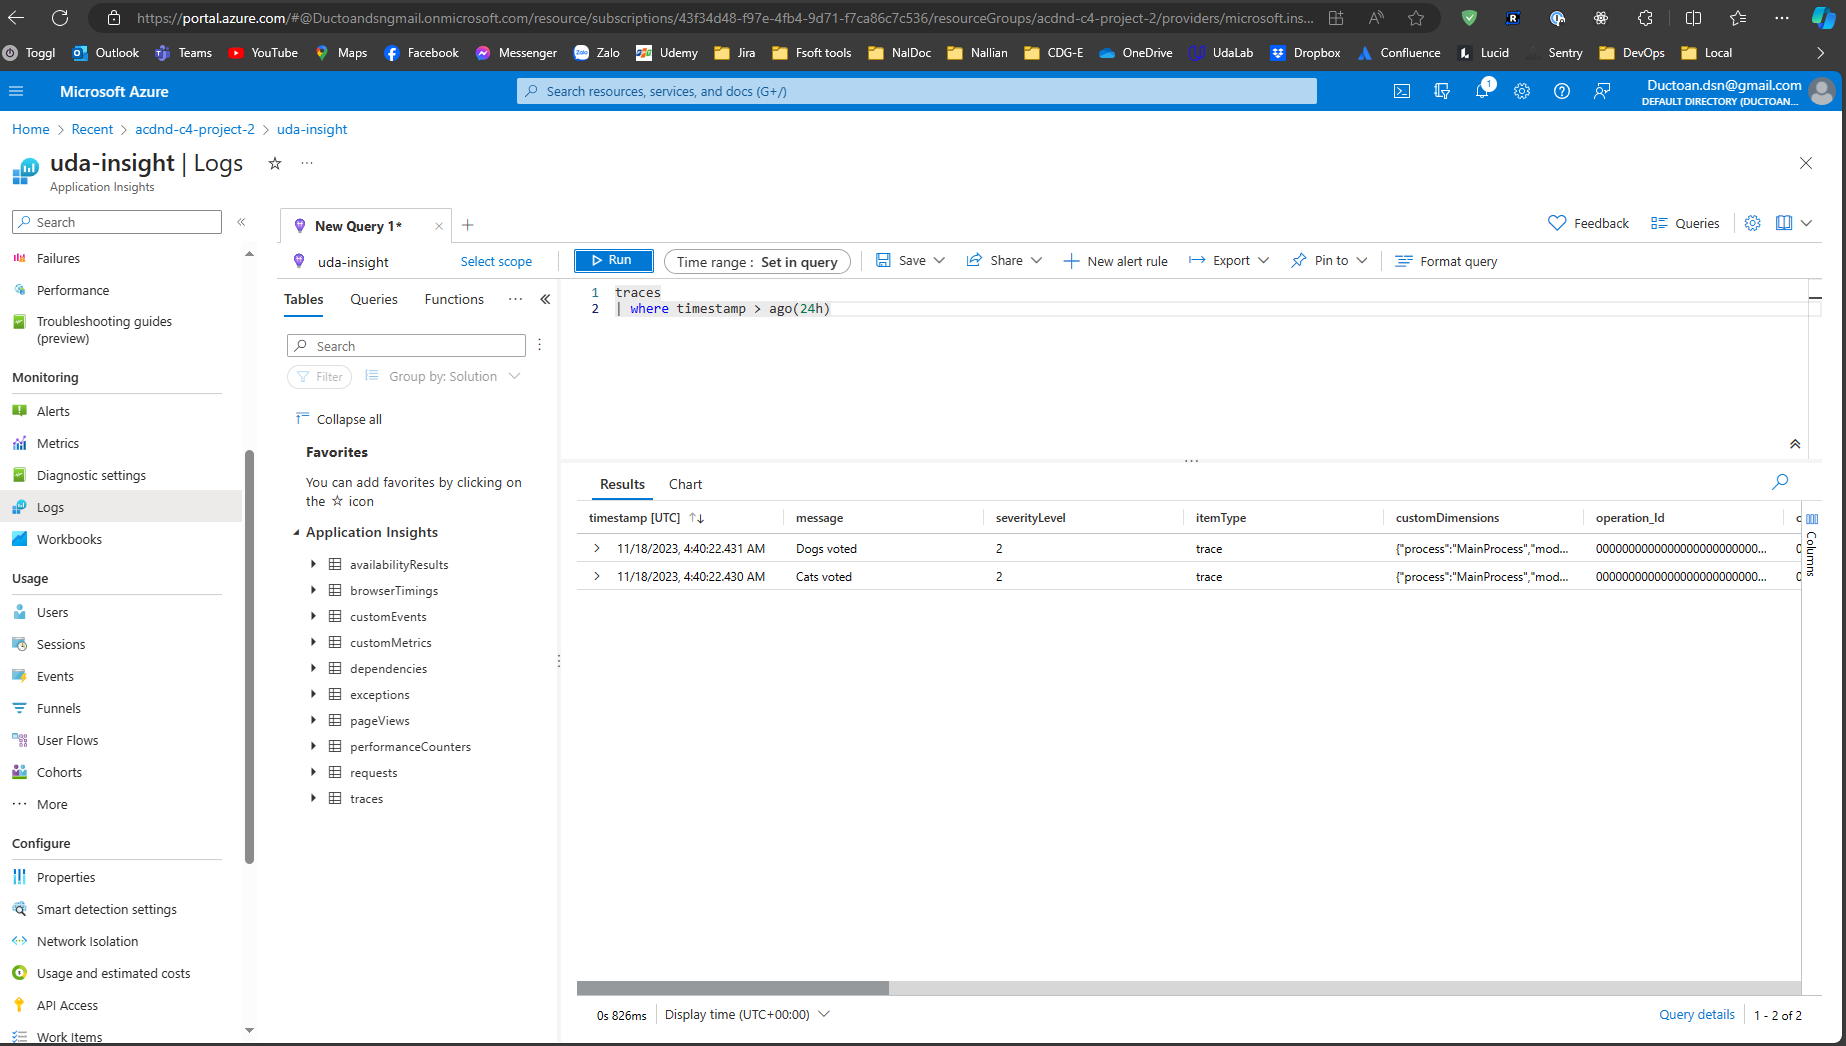 https://portal.azure.com/#@Ductoandsngmail.onmicrosoft.com/resource/subscriptions/43f34d48-f97e-4fb4-9d71-f7ca86c7c536/resourceGroups/acdnd-c4-project-2/providers/microsoft.ins...
Toggl Outlook Teams YouTube Maps Facebook Messenger Zalo Udemy Jira Fsoft tools NalDoc Nallian CDG-E OneDrive UdaLab Dropbox Confluence Lucid Sentry DevOps Local
Microsoft Azure
Search resources, services, and docs (G+/)
1
Ductoan.dsn@gmail.com
DEFAULT DIRECTORY (DUCTOAN...
Home > Recent > acdnd-c4-project-2 > uda-insight
uda-insight | Logs
Application Insights
Search
Failures
Performance
Troubleshooting guides
(preview)
Monitoring
Alerts
Metrics
Diagnostic settings
Logs
Workbooks
Usage
Users
Sessions
Events
Funnels
User Flows
Cohorts
More
Configure
Properties
Smart detection settings
Network Isolation
Usage and estimated costs
API Access
Work Items
New Query 1*
Feedback Queries
uda-insight Select scope
Run Time range : Set in query Save Share New alert rule Export Pin to Format query
Tables Queries Functions
Search
Filter Group by: Solution
Collapse all
Favorites
You can add favorites by clicking on
the ☆ icon
Application Insights
availabilityResults
browserTimings
customEvents
customMetrics
dependencies
exceptions
pageViews
performanceCounters
requests
traces
1 traces
2 | where timestamp > ago(24h)
Results Chart
timestamp [UTC] message severityLevel itemType customDimensions operation_Id
11/18/2023, 4:40:22.431 AM Dogs voted 2 trace {"process":"MainProcess","mod...
11/18/2023, 4:40:22.430 AM Cats voted 2 trace {"process":"MainProcess","mod...
Columns
0s 826ms Display time (UTC+00:00)
Query details 1 - 2 of 2